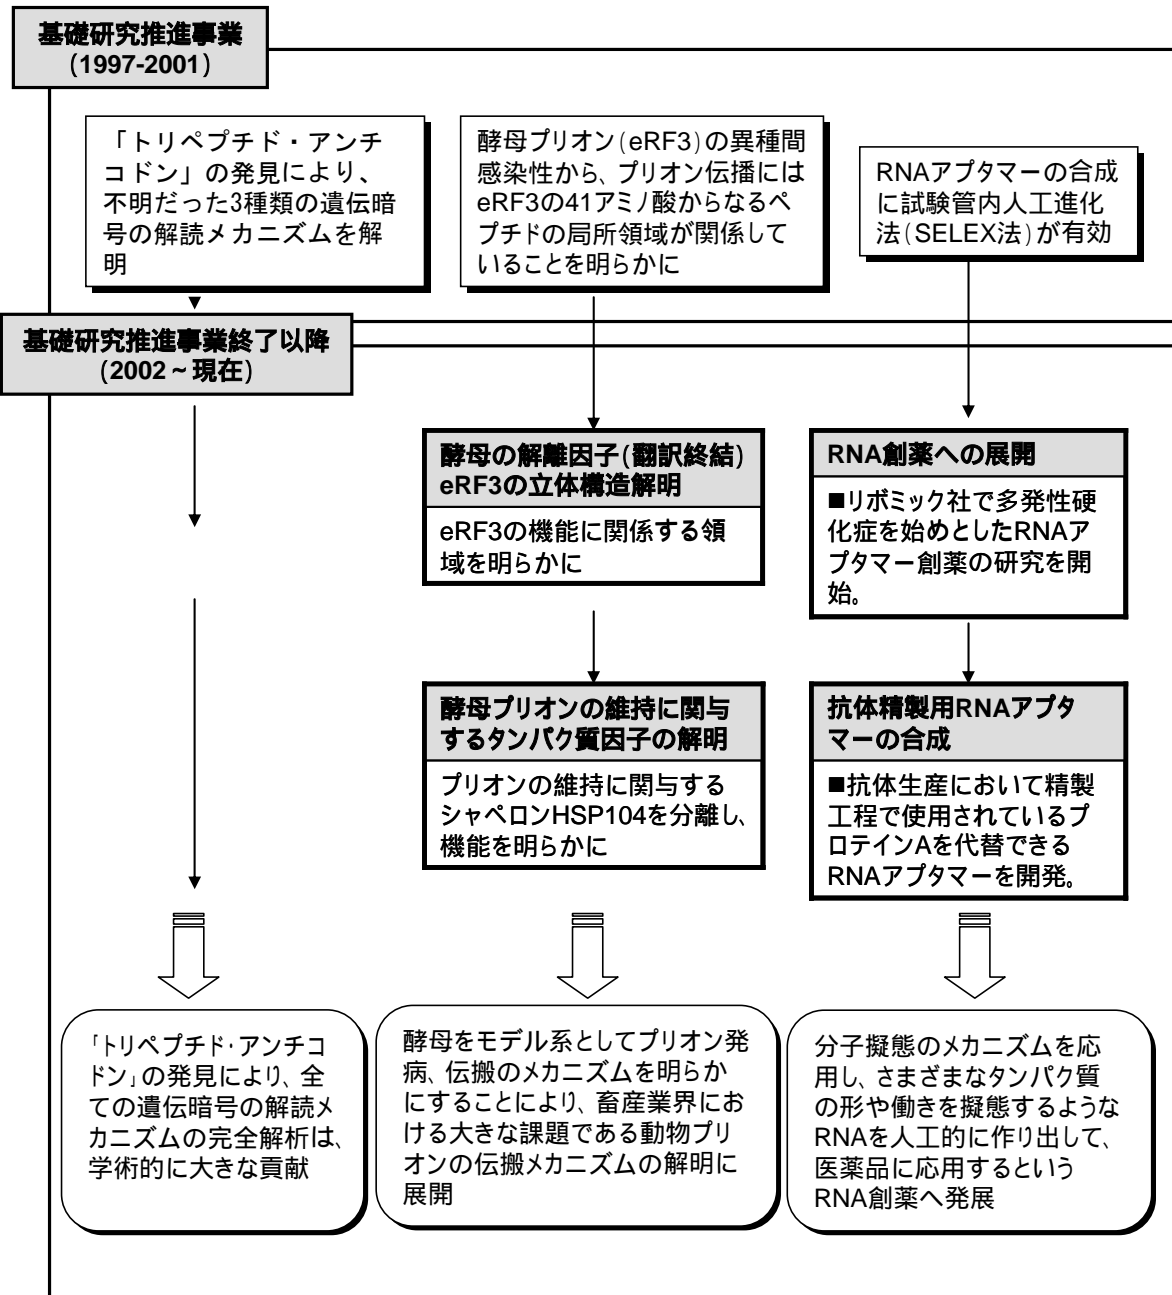 基礎研究推進事業
(1997-2001)
「トリペプチド・アンチ
コドン」の発見により、
不明だった3種類の遺伝暗
号の解読メカニズムを解
明
酵母プリオン(eRF3)の異種間
感染性から、プリオン伝播には
eRF3の41アミノ酸からなるペ
プチドの局所領域が関係して
いることを明らかに
RNAアプタマーの合成
に試験管内人工進化
法(SELEX法)が有効
基礎研究推進事業終了以降
(2002~現在)
酵母の解離因子(翻訳終結)
eRF3の立体構造解明
eRF3の機能に関係する領
域を明らかに
RNA創薬への展開
■リボミック社で多発性硬
化症を始めとしたRNAア
プタマー創薬の研究を開
始。
酵母プリオンの維持に関与
するタンパク質因子の解明
プリオンの維持に関与する
シャペロンHSP104を分離し、
機能を明らかに
抗体精製用RNAアプタ
マーの合成
■抗体生産において精製
工程で使用されているプ
ロテインAを代替できる
RNAアプタマーを開発。
「トリペプチド・アンチコ
ドン」の発見により、全
ての遺伝暗号の解読メ
カニズムの完全解析は、
学術的に大きな貢献
酵母をモデル系としてプリオン発
病、伝搬のメカニズムを明らか
にすることにより、畜産業界にお
ける大きな課題である動物プリ
オンの伝搬メカニズムの解明に
展開
分子擬態のメカニズムを応
用し、さまざまなタンパク質
の形や働きを擬態するような
RNAを人工的に作り出して、
医薬品に応用するという
RNA創薬へ発展